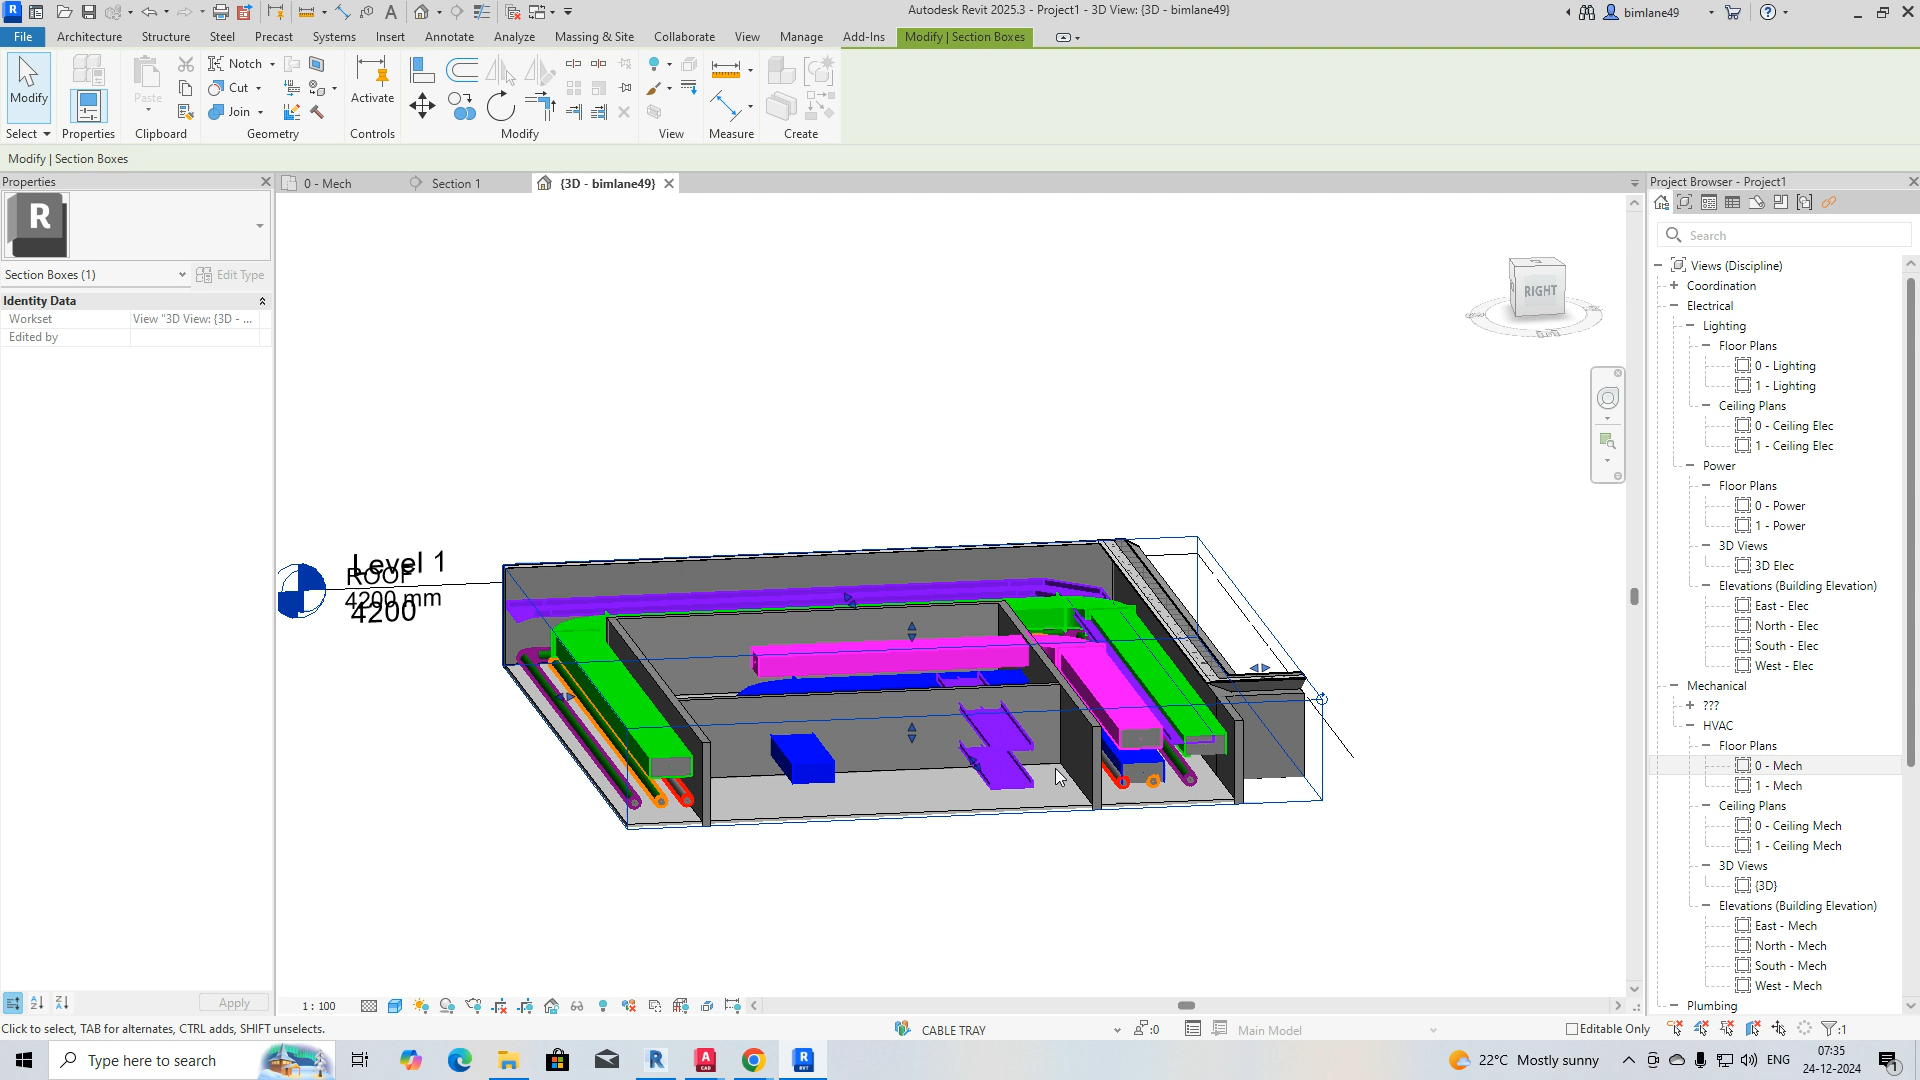 Autodesk Revit 2025.3 - Project1 - 3D View: {3D - bimlane49}
bimlane49
File
Architecture
Structure
Steel
Precast
Systems
Insert
Annotate
Analyze
Massing & Site
Collaborate
View
Manage
Add-Ins
Modify | Section Boxes
Modify
Paste
Notch
Cut
Join
Activate
Select
Properties
Clipboard
Geometry
Controls
Modify
View
Measure
Create
Modify | Section Boxes
Properties
0 - Mech
Section 1
{3D - bimlane49}
Project Browser - Project1
R
Section Boxes (1)
Edit Type
Identity Data
Workset
View "3D View: {3D - ...
Edited by
Apply
RIGHT
Level 1
ROOF
4200 mm
4200
Search
Views (Discipline)
Coordination
Electrical
Lighting
Floor Plans
0 - Lighting
1 - Lighting
Ceiling Plans
0 - Ceiling Elec
1 - Ceiling Elec
Power
Floor Plans
0 - Power
1 - Power
3D Views
3D Elec
Elevations (Building Elevation)
East - Elec
North - Elec
South - Elec
West - Elec
Mechanical
???
HVAC
Floor Plans
0 - Mech
1 - Mech
Ceiling Plans
0 - Ceiling Mech
1 - Ceiling Mech
3D Views
{3D}
Elevations (Building Elevation)
East - Mech
North - Mech
South - Mech
West - Mech
Plumbing
1 : 100
Click to select, TAB for alternates, CTRL adds, SHIFT unselects.
CABLE TRAY
:0
Main Model
Editable Only
:1
Type here to search
22°C Mostly sunny
ENG
07:35
24-12-2024